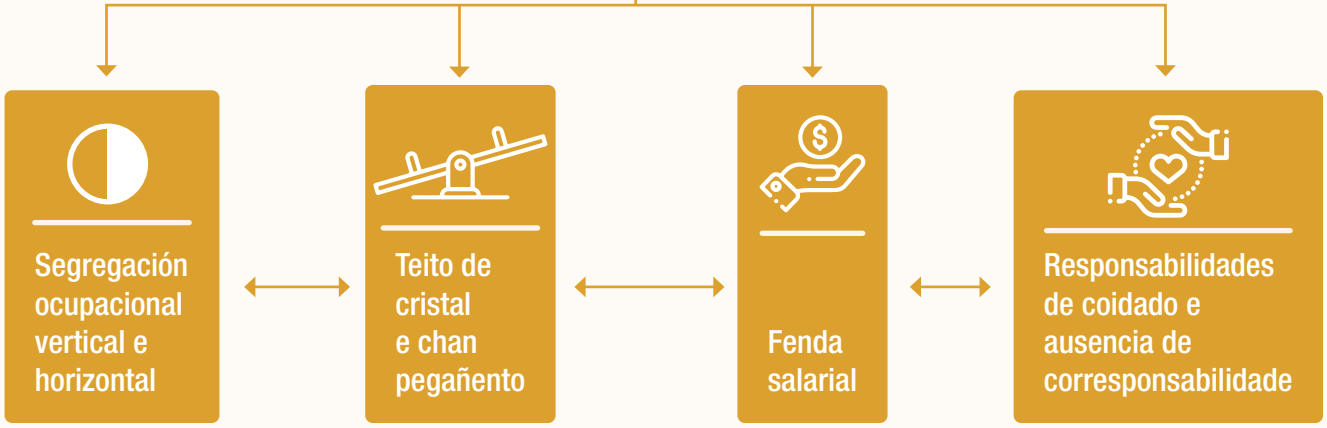 Segregación
ocupacional
vertical e
horizontal
Teito de
cristal
e chan
pegañento
$
Fenda
salarial
Responsabilidades
de coidado e
ausencia de
corresponsabilidade